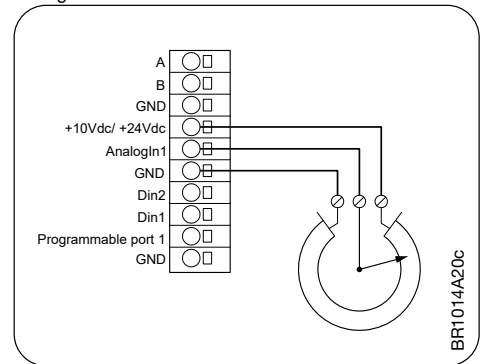 A
B
GND
+10Vdc/ +24Vdc
AnalogIn1
GND
Din2
Din1
Programmable port 1
GND
BR1014A20c